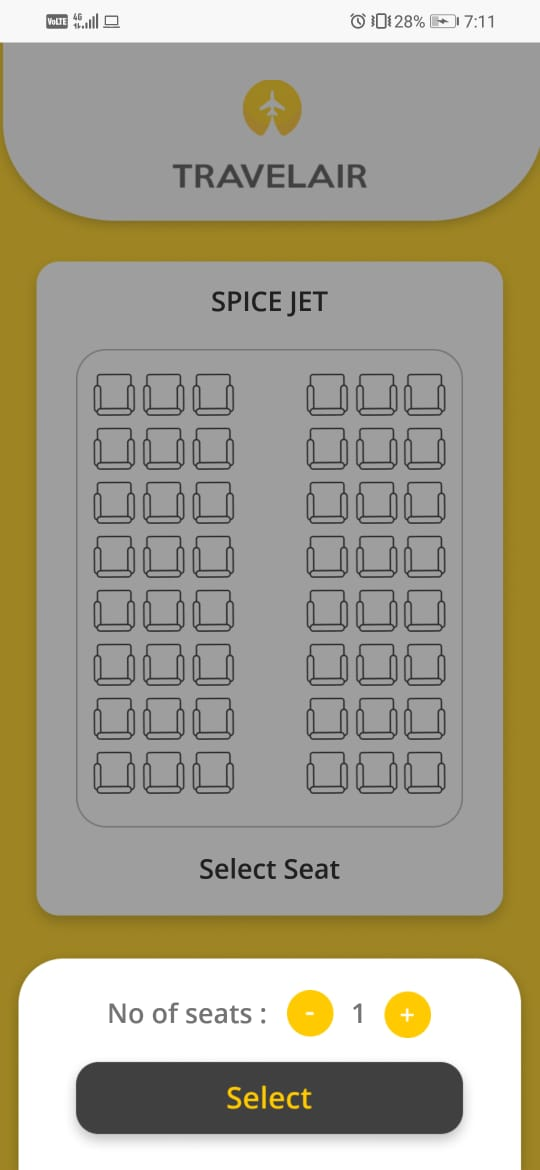 VoLTE 4G 28% 7:11
TRAVELAIR
SPICE JET
Select Seat
No of seats : - 1 +
Select